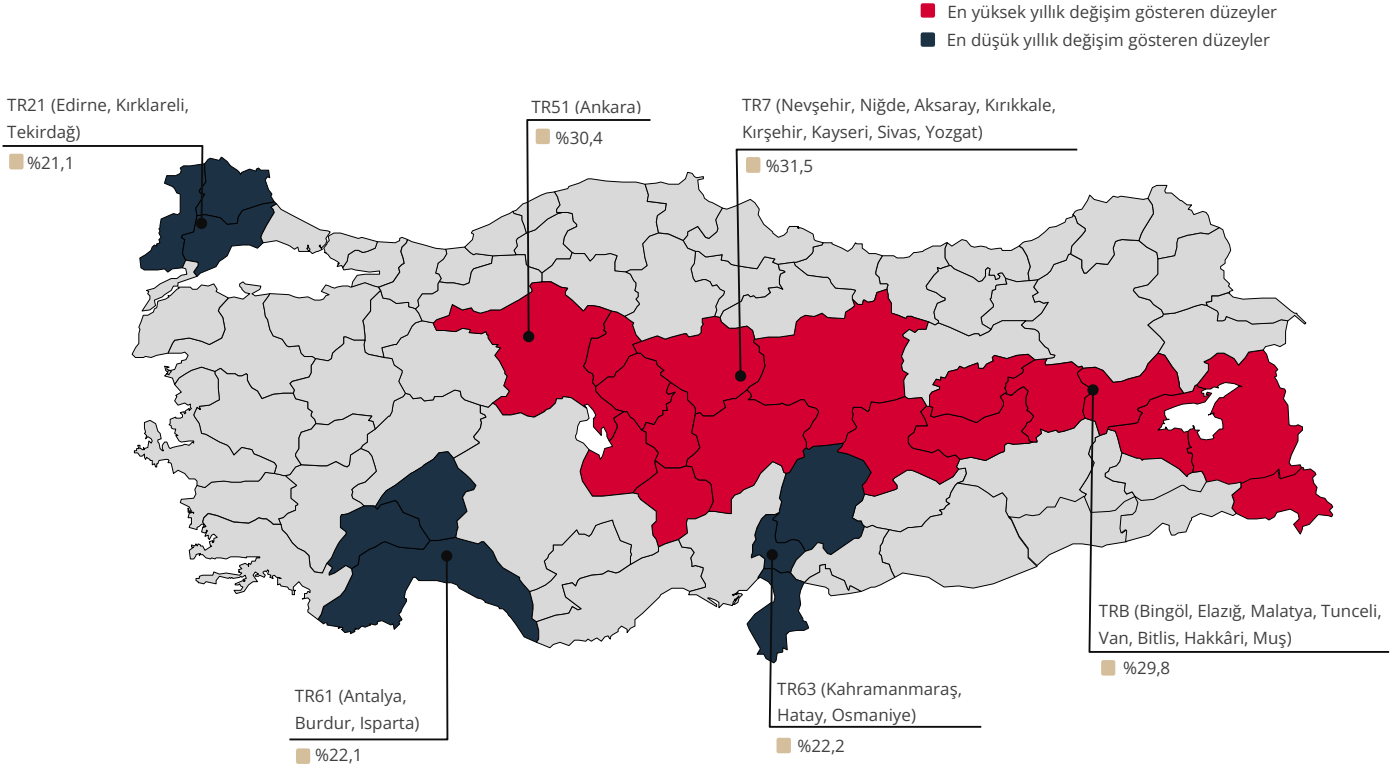 En yüksek yıllık değişim gösteren düzeyler
En düşük yıllık değişim gösteren düzeyler
TR21 (Edirne, Kırklareli,
Tekirdağ)
%21,1
TR51 (Ankara)
%30,4
TR7 (Nevşehir, Niğde, Aksaray, Kırıkkale,
Kırşehir, Kayseri, Sivas, Yozgat)
%31,5
TRB (Bingöl, Elazığ, Malatya, Tunceli,
Van, Bitlis, Hakkâri, Muş)
%29,8
TR61 (Antalya,
Burdur, Isparta)
%22,1
TR63 (Kahramanmaraş,
Hatay, Osmaniye)
%22,2